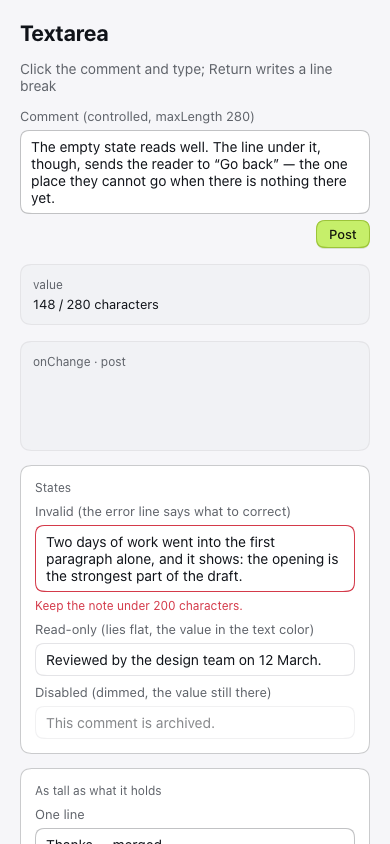 Textarea
Click the comment and type; Return writes a line
break
Comment (controlled, maxLength 280)
The empty state reads well. The line under it,
though, sends the reader to “Go back” — the one
place they cannot go when there is nothing there
yet.
Post
value
148 / 280 characters
onChange · post
States
Invalid (the error line says what to correct)
Two days of work went into the first
paragraph alone, and it shows: the opening is
the strongest part of the draft.
Keep the note under 200 characters.
Read-only (lies flat, the value in the text color)
Reviewed by the design team on 12 March.
Disabled (dimmed, the value still there)
This comment is archived.
As tall as what it holds
One line